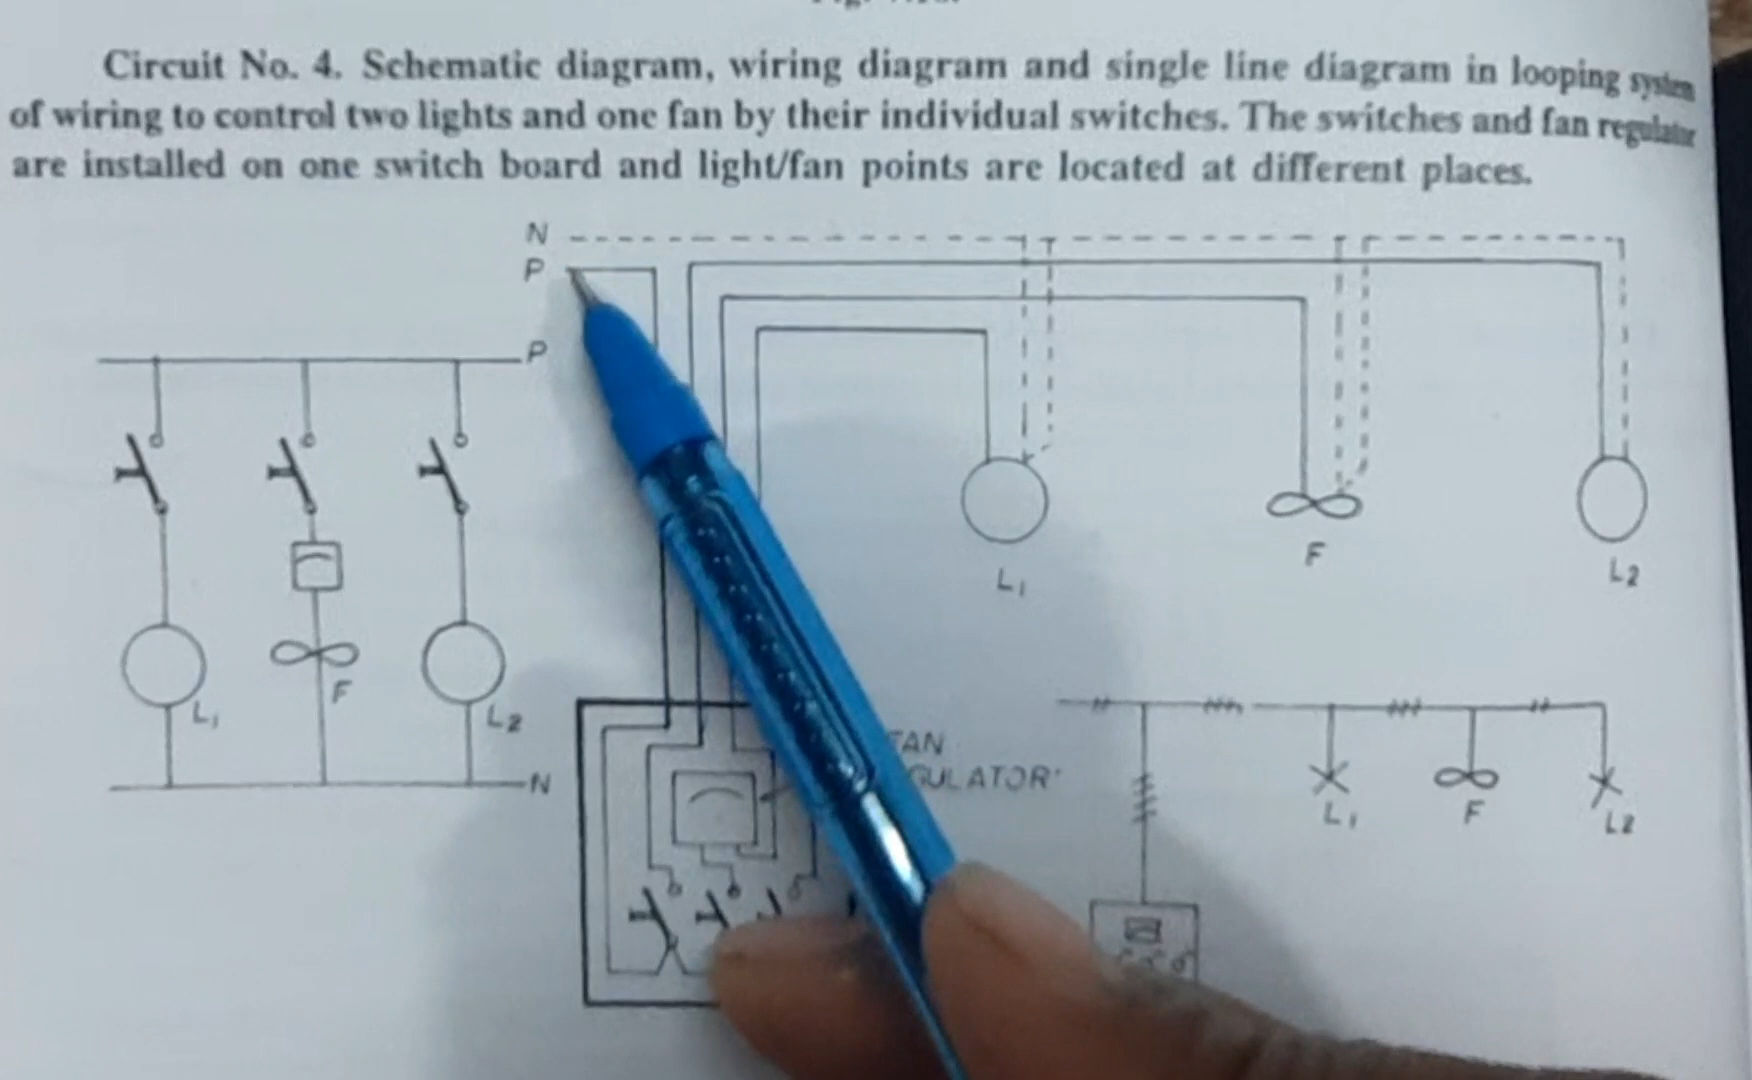 Circuit No. 4. Schematic diagram, wiring diagram and single line diagram in looping system
of wiring to control two lights and one fan by their individual switches. The switches and fan regulator
are installed on one switch board and light/fan points are located at different places.
N
P
P
L1
F
L2
L1
F
L2
N
FAN
GULATOR
L1
F
L2